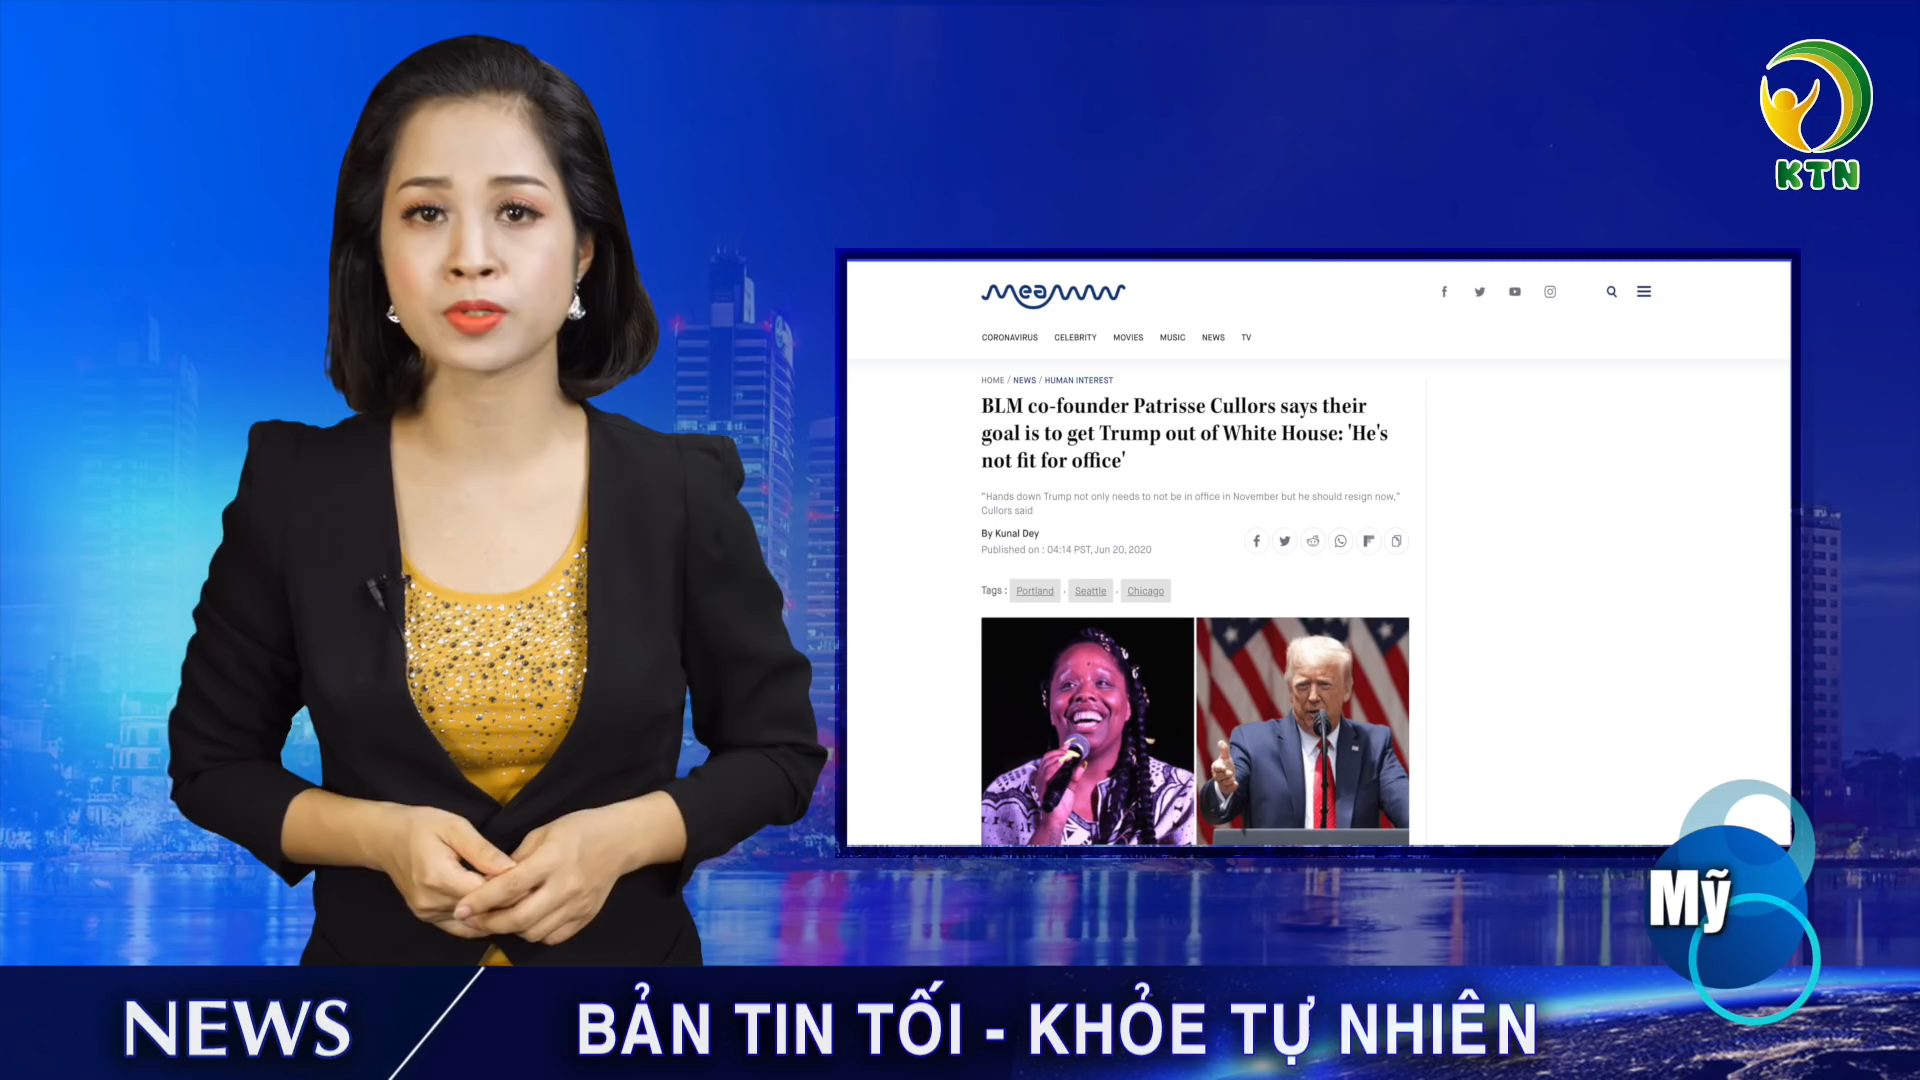 KTN
meaww
CORONAVIRUS CELEBRITY MOVIES MUSIC NEWS TV
HOME / NEWS / HUMAN INTEREST
BLM co-founder Patrisse Cullors says their
goal is to get Trump out of White House: 'He's
not fit for office'
"Hands down Trump not only needs to not be in office in November but he should resign now,"
Cullors said
By Kunal Dey
Published on : 04:14 PST, Jun 20, 2020
Tags : Portland , Seattle , Chicago
Mỹ
NEWS
BẢN TIN TỐI - KHỎE TỰ NHIÊN